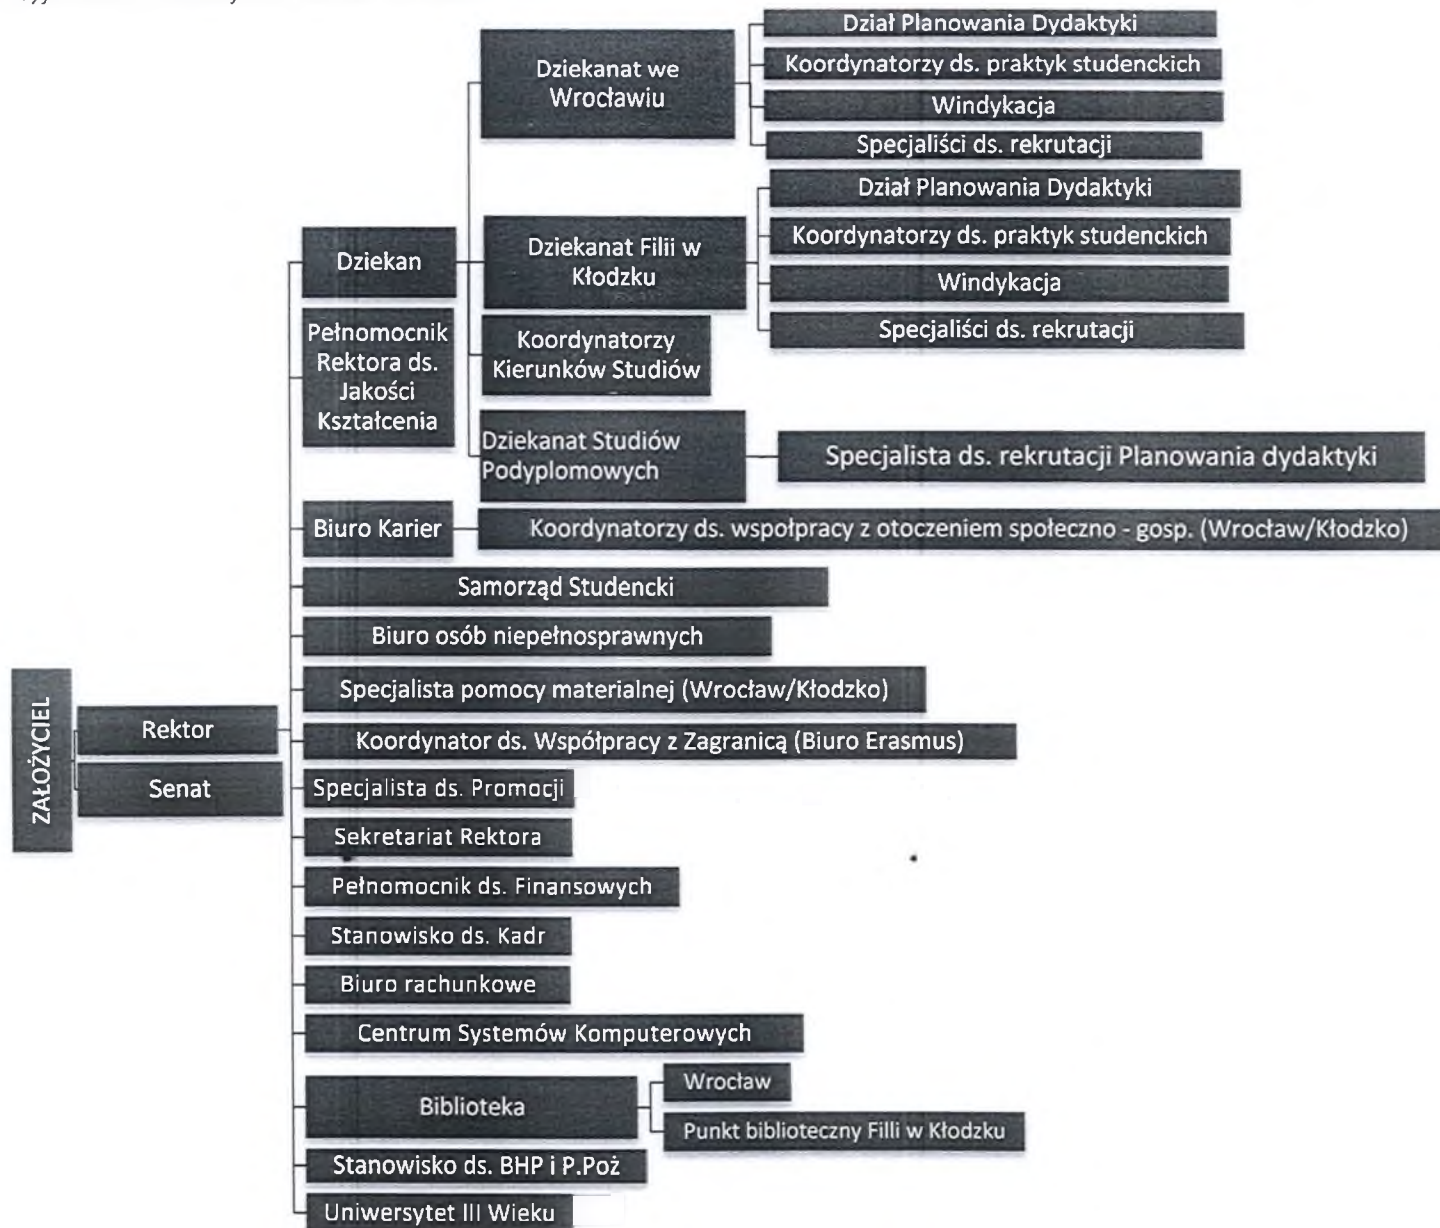 Dział Planowania Dydaktyki
Koordynatorzy ds. praktyk studenckich
Windykacja
Specjaliści ds. rekrutacji
Dziekanat we
Wrocławiu
Dział Planowania Dydaktyki
Koordynatorzy ds. praktyk studenckich
Windykacja
Specjaliści ds. rekrutacji
Dziekanat Filii w
Kłodzku
Dziekan
Pełnomocnik
Rektora ds.
Jakości
Kształcenia
Koordynatorzy
Kierunków Studiów
Dziekanat Studiów
Podyplomowych
Specjalista ds. rekrutacji Planowania dydaktyki
Biuro Karier
Koordynatorzy ds. wspołpracy z otoczeniem społeczno - gosp. (Wrocław/Kłodzko)
Samorząd Studencki
Biuro osób niepełnosprawnych
Specjalista pomocy materialnej (Wrocław/Kłodzko)
ZAŁOŻYCIEL
Rektor
Senat
Koordynator ds. Współpracy z Zagranicą (Biuro Erasmus)
Specjalista ds. Promocji
Sekretariat Rektora
Pełnomocnik ds. Finansowych
Stanowisko ds. Kadr
Biuro rachunkowe
Centrum Systemów Komputerowych
Biblioteka
Wrocław
Punkt biblioteczny Filli w Kłodzku
Stanowisko ds. BHP i P.Poż
Uniwersytet III Wieku